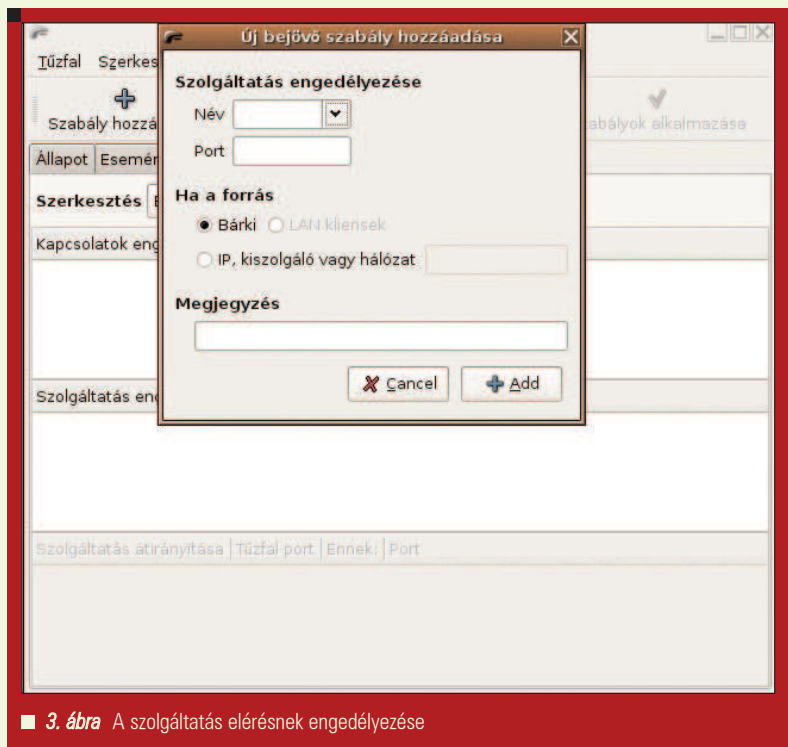 Új bejövő szabály hozzáadása
Tűzfal Szerkes
Szabály hozzá
abályok alkalmazása
Állapot Esemér
Szerkesztés
Kapcsolatok eng
Szolgáltatás engedélyezése
Név
Port
Ha a forrás
Bárki LAN kliensek
IP, kiszolgáló vagy hálózat
Megjegyzés
Cancel Add
Szolgáltatás en
Szolgáltatás átirányítása Tűzfal port Ennek: Port
3. ábra A szolgáltatás elérésnek engedélyezése